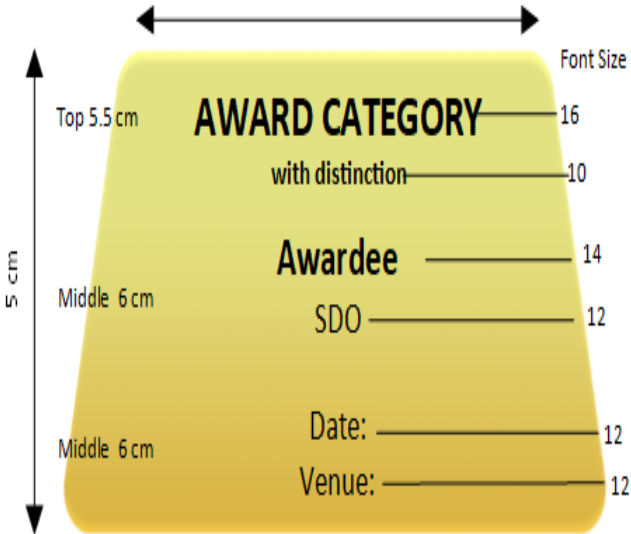 Font Size
Top 5.5 cm
AWARD CATEGORY
16
with distinction
10
Awardee
14
5 cm
Middle 6 cm
SDO
12
Date:
12
Middle 6 cm
Venue:
12